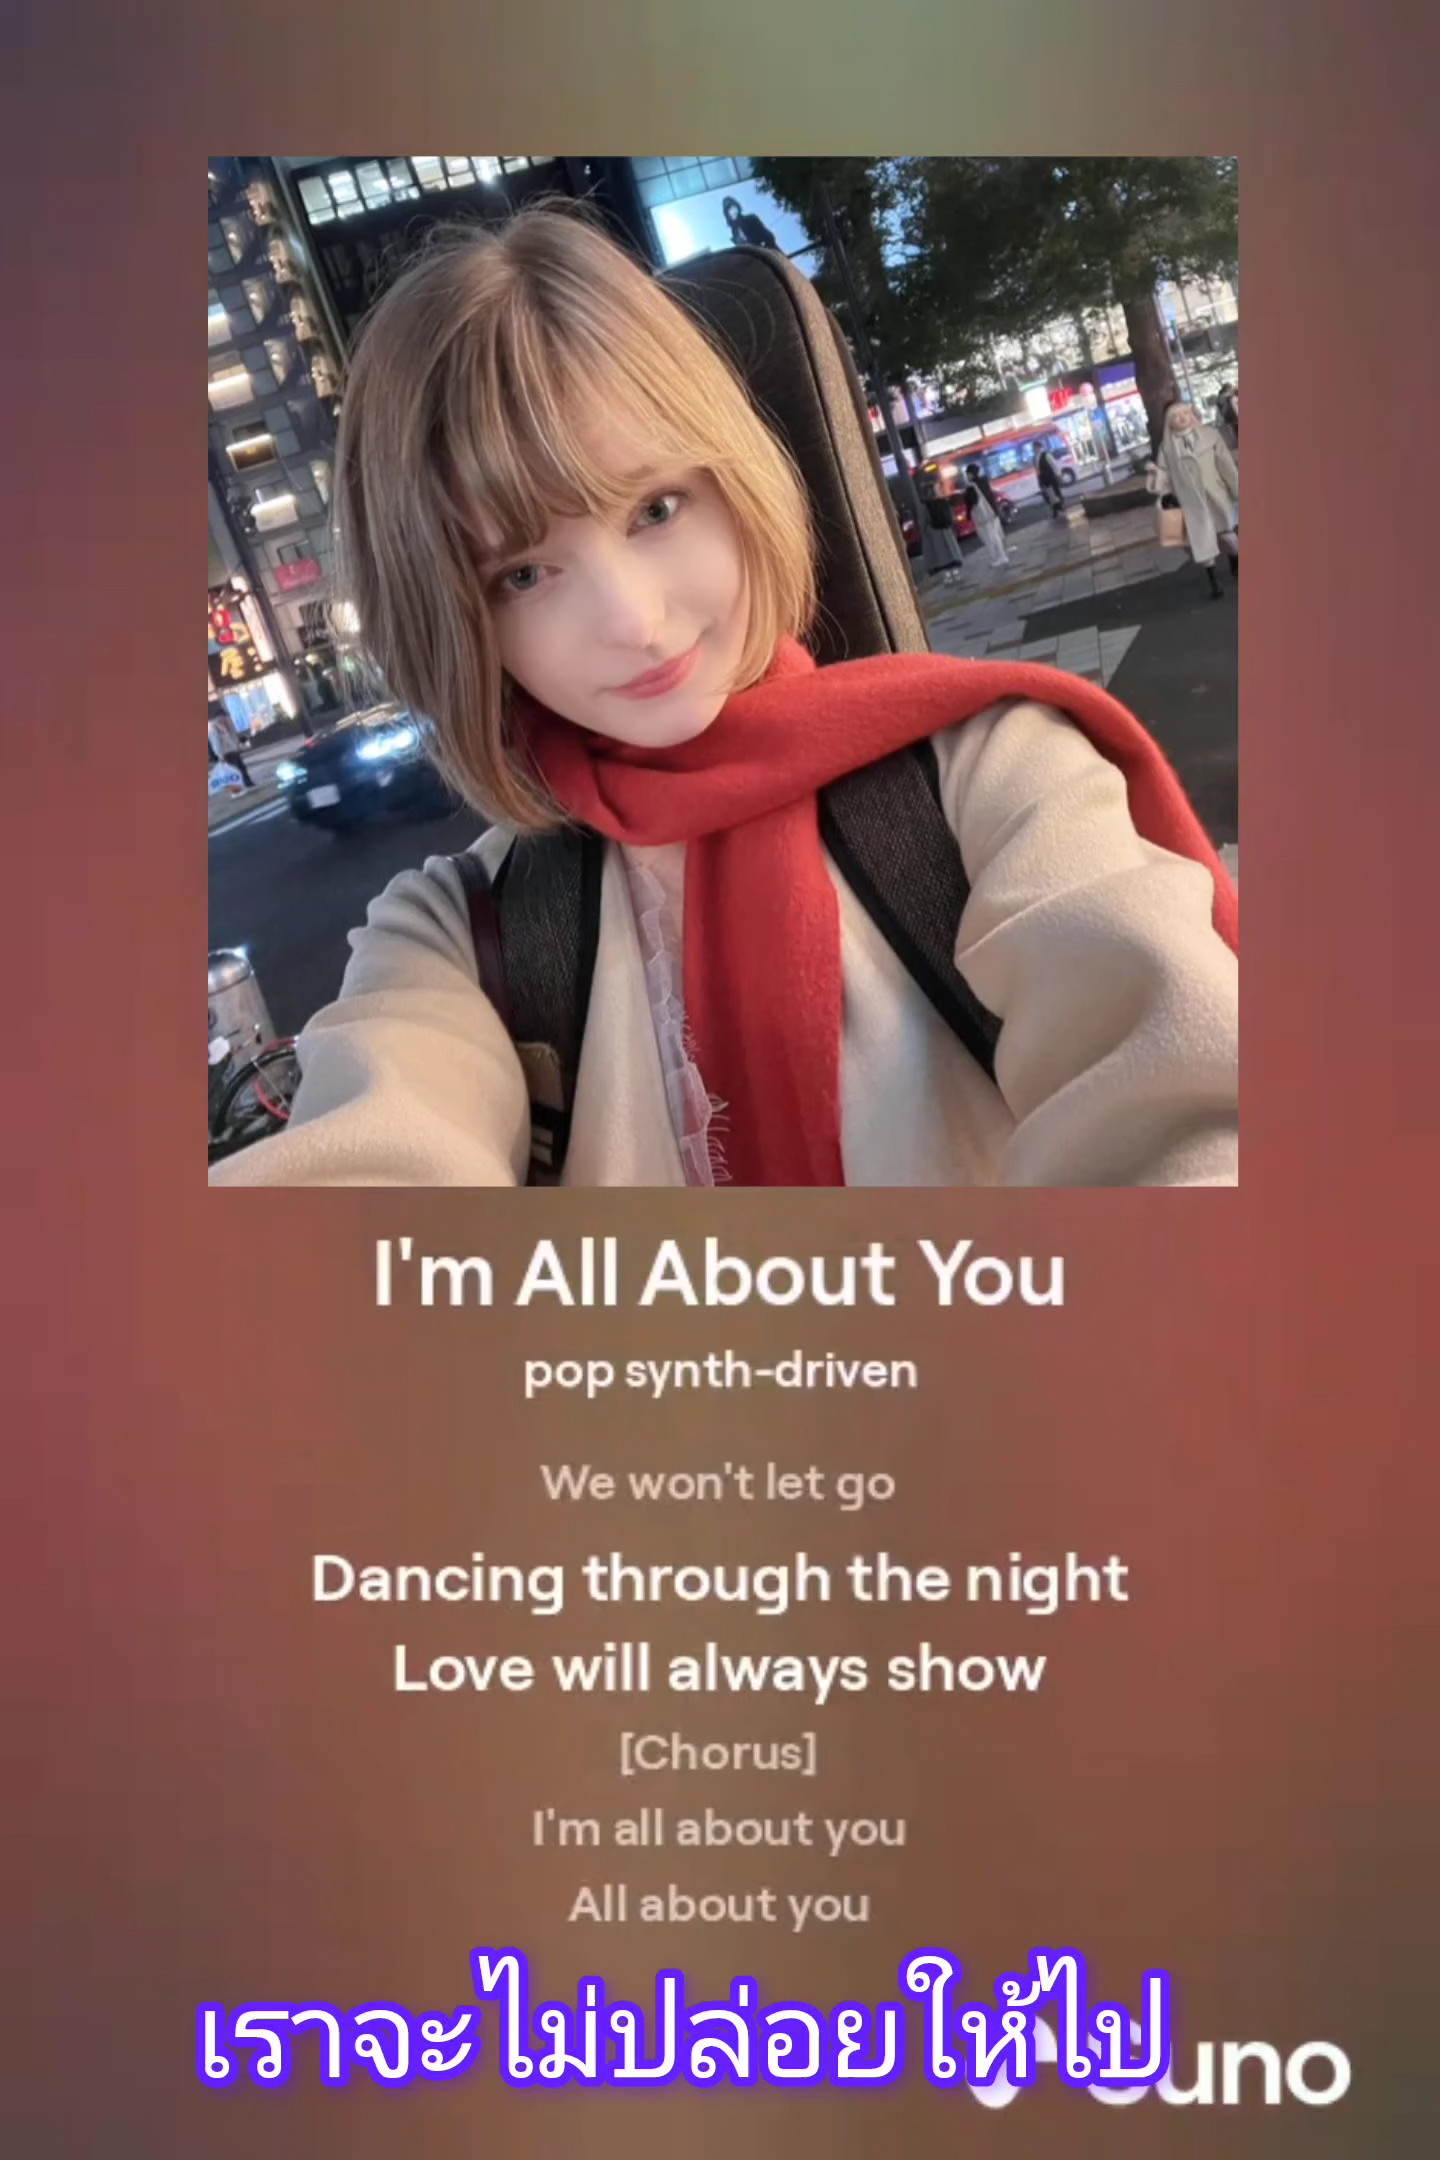 I'm All About You
pop synth-driven
We won't let go
Dancing through the night
Love will always show
[Chorus]
I'm all about you
All about you
เราจะไม่ปล่อยให้ไป
Suno